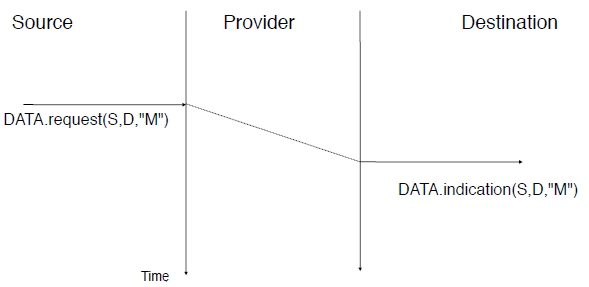 Source Provider Destination
DATA.request(S,D,"M")
DATA.indication(S,D,"M")
Time